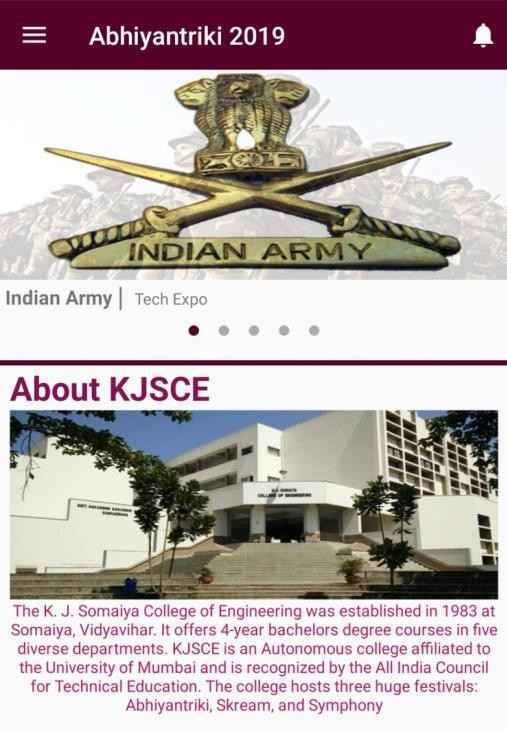 Abhiyantriki 2019
INDIAN ARMY
Indian Army | Tech Expo
About KJSCE
COLLEGE OF ENGINEERING
The K. J. Somaiya College of Engineering was established in 1983 at
Somaiya, Vidyavihar. It offers 4-year bachelors degree courses in five
diverse departments. KJSCE is an Autonomous college affiliated to
the University of Mumbai and is recognized by the All India Council
for Technical Education. The college hosts three huge festivals:
Abhiyantriki, Skream, and Symphony